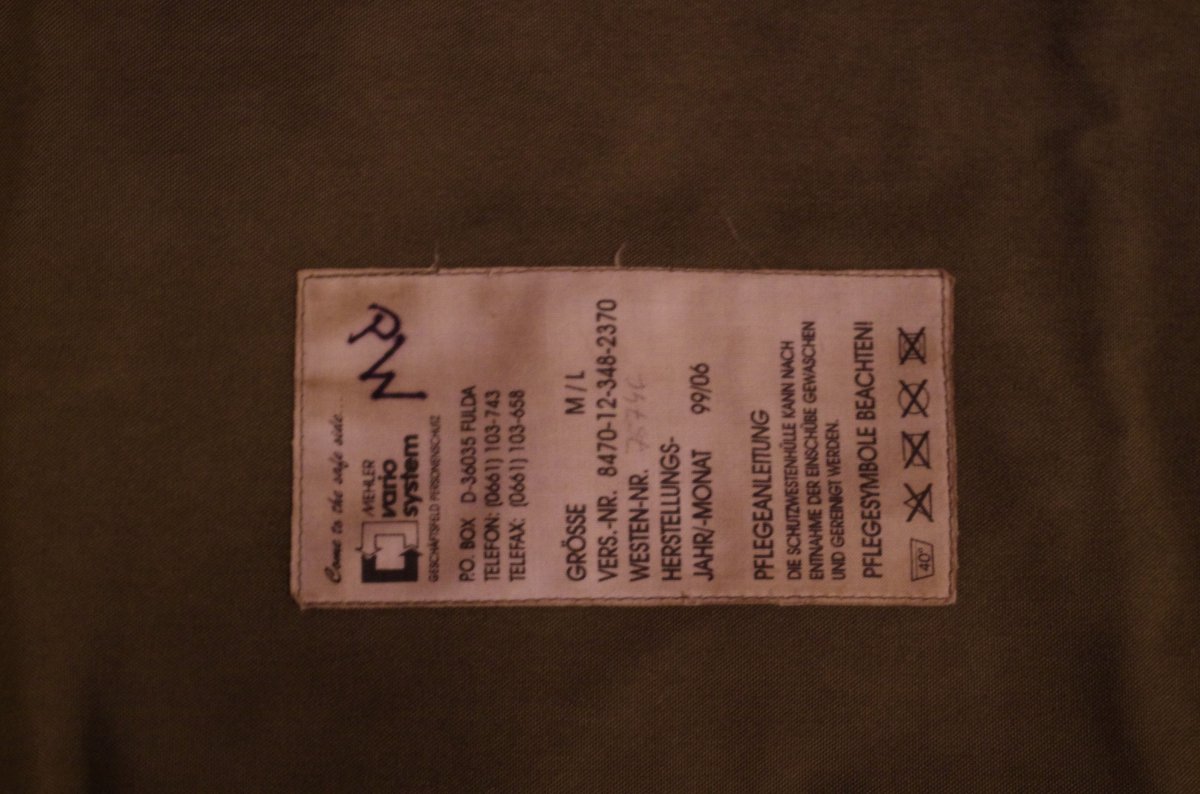 Come to the safe side...
MEHLER
vario
system
GESCHÄFTSFELD PERSONENSCHUTZ
P.O. BOX D-36035 FULDA
TELEFON: (0661) 103-743
TELEFAX: (0661) 103-658
GRÖSSE M / L
VERS.-NR. 8470-12-348-2370
WESTEN-NR.
HERSTELLUNGS-
JAHR/-MONAT 99/06
PFLEGEANLEITUNG
DIE SCHUTZWESTENHÜLLE KANN NACH
ENTNAHME DER EINSCHÜBE GEWASCHEN
UND GEREINIGT WERDEN.
PFLEGESYMBOLE BEACHTEN!
40°